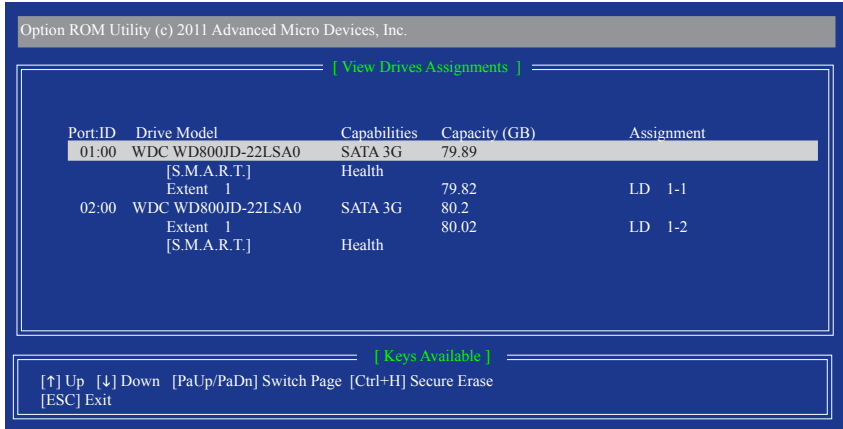 Option ROM Utility (c) 2011 Advanced Micro Devices, Inc.
[ View Drives Assignments ]
Port:ID Drive Model Capabilities Capacity (GB) Assignment
01:00 WDC WD800JD-22LSA0 SATA 3G 79.89
[S.M.A.R.T.] Health
Extent 1 79.82 LD 1-1
02:00 WDC WD800JD-22LSA0 SATA 3G 80.2
Extent 1 80.02 LD 1-2
[S.M.A.R.T.] Health
[ Keys Available ]
[↑] Up [↓] Down [PaUp/PaDn] Switch Page [Ctrl+H] Secure Erase
[ESC] Exit